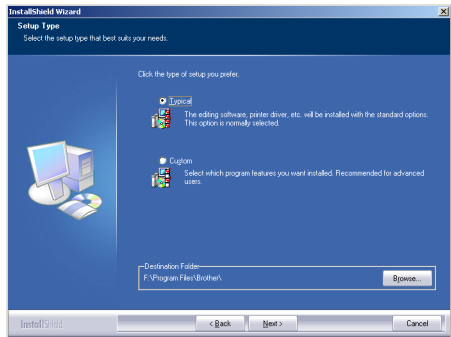 InstallShield Wizard
Setup Type
Select the setup type that best suits your needs.
Click the type of setup you prefer.
Typical
The editing software, printer driver, etc. will be installed with the standard options.
This option is normally selected.
Custom
Select which program features you want installed. Recommended for advanced
users.
Destination Folder
F:\Program Files\Brother\
Browse...
InstallShield
< Back
Next >
Cancel